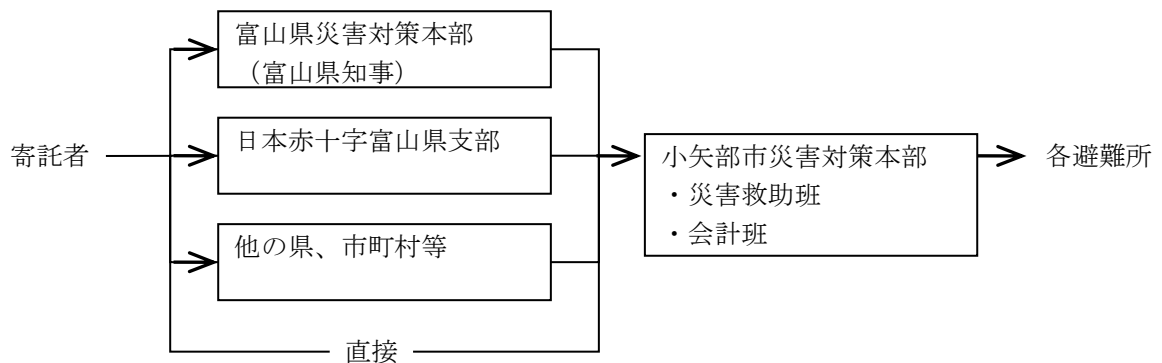 富山県災害対策本部
（富山県知事）
寄託者
日本赤十字富山県支部
小矢部市災害対策本部
・災害救助班
・会計班
各避難所
他の県、市町村等
直接